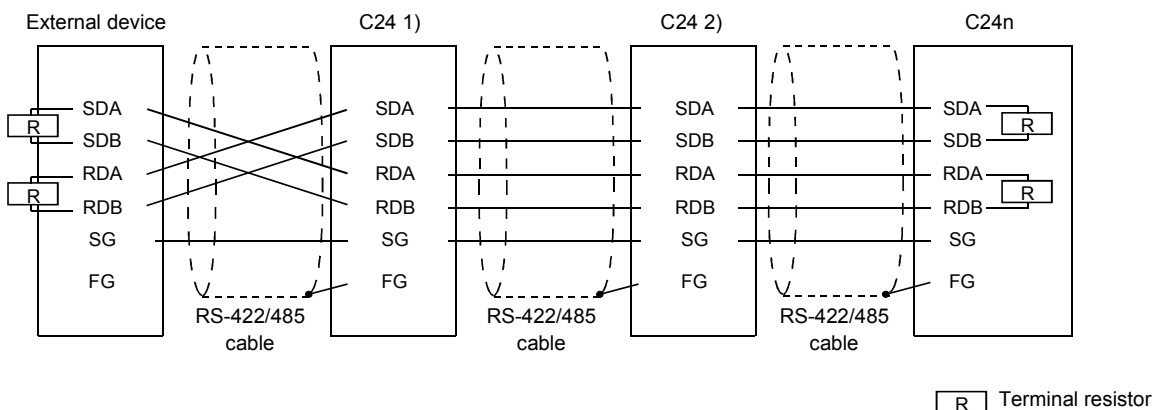 External device
C24 1)
C24 2)
C24n
SDA
SDA
SDA
SDA
R
R
SDB
SDB
SDB
SDB
RDA
RDA
RDA
RDA
R
R
RDB
RDB
RDB
RDB
SG
SG
SG
SG
FG
FG
FG
FG
RS-422/485
cable
RS-422/485
cable
RS-422/485
cable
R Terminal resistor